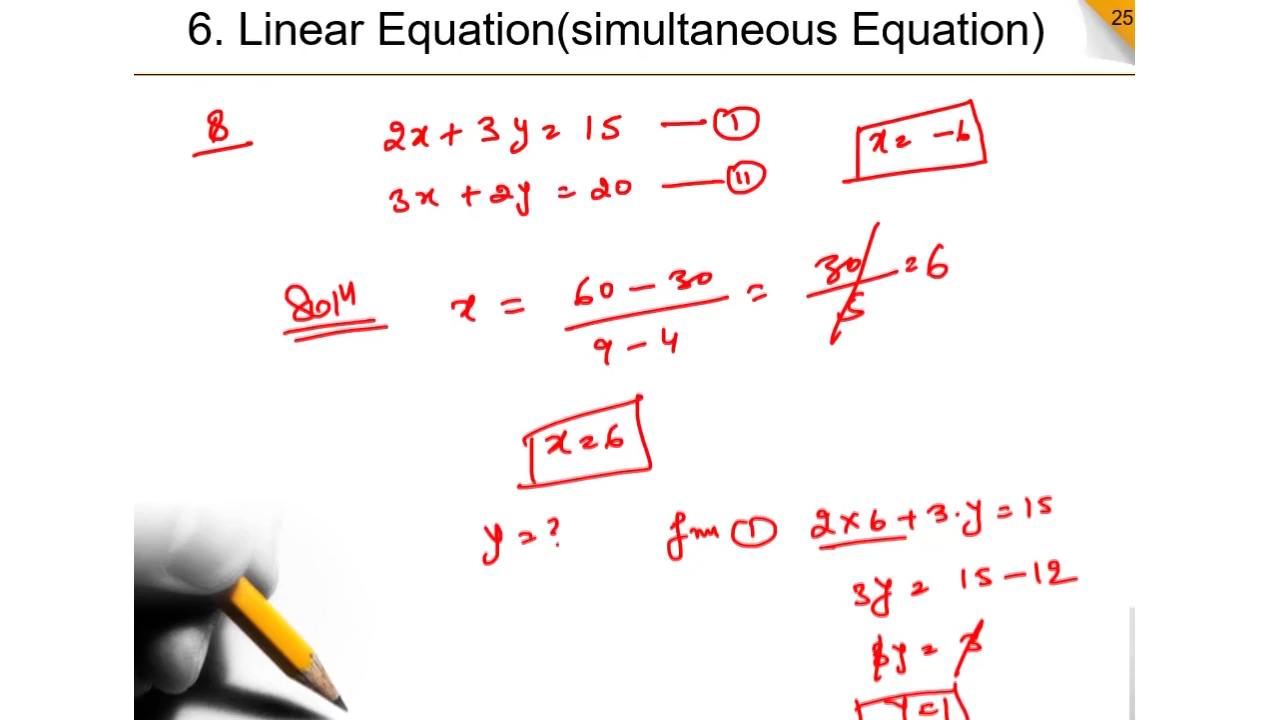 6. Linear Equation(simultaneous Equation)
25
8
2x + 3y = 15 — I
3x + 2y = 20 — II
x = -6
Soln x = 60 - 30 / 9 - 4 = 30 / 5 = 6
x = 6
y = ? from I 2 x 6 + 3.y = 15
3y = 15 - 12
3y = 3
y = 1